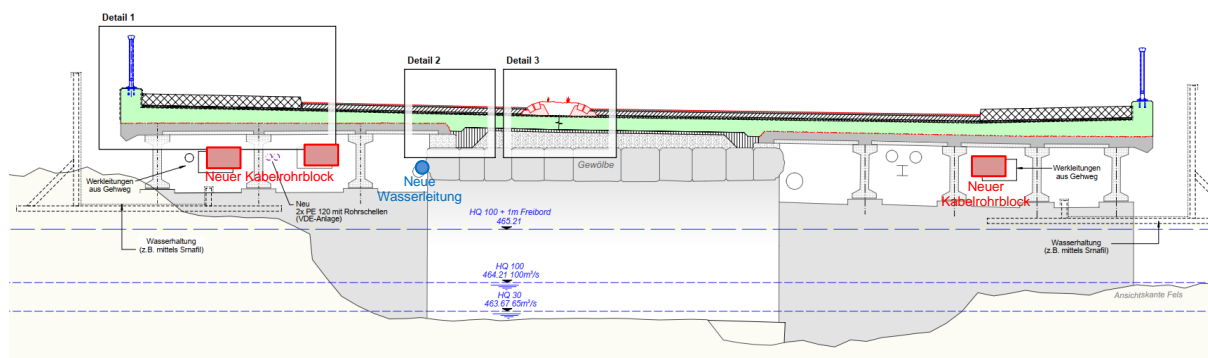 Detail 1
Detail 2
Detail 3
Gewölbe
Werkleitungen
aus Gehweg
Neuer Kabelrohrblock
Neu
2x PE 120 mit Rohrschellen
(VDE-Anlage)
Neue
Wasserleitung
Neuer
Kabelrohrblock
Werkleitungen
aus Gehweg
HQ 100 + 1m Freibord
465.21
Wasserhaltung
(z.B. mittels Srnafil)
Wasserhaltung
(z.B. mittels Srnafil)
HQ 100
464.21 100m³/s
HQ 30
463.67 65m³/s
Ansichtskante Fels